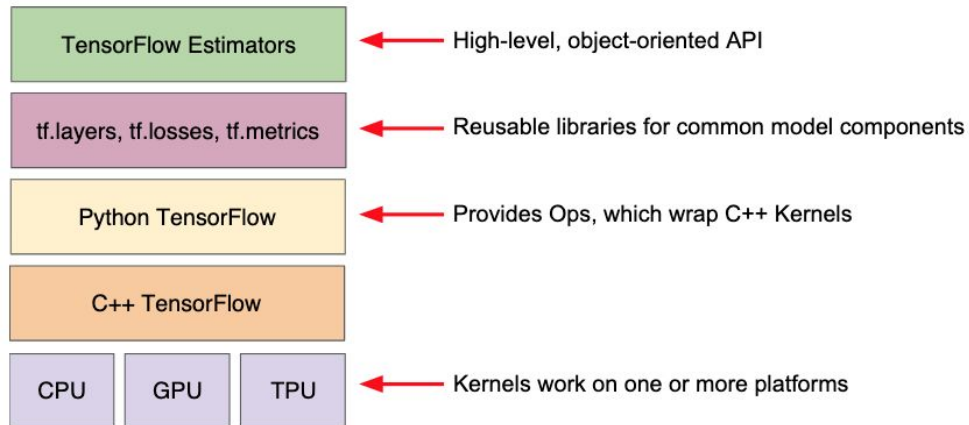 TensorFlow Estimators
High-level, object-oriented API
tf.layers, tf.losses, tf.metrics
Reusable libraries for common model components
Python TensorFlow
Provides Ops, which wrap C++ Kernels
C++ TensorFlow
CPU
GPU
TPU
Kernels work on one or more platforms